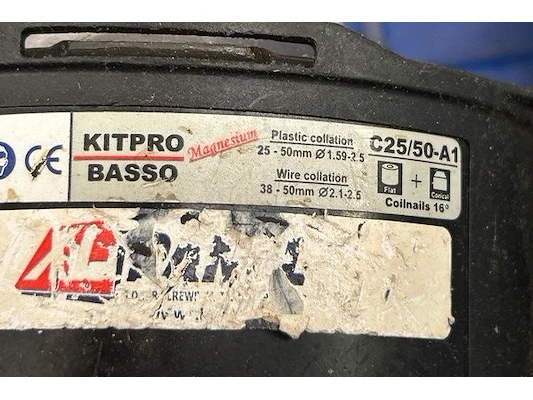 CE
KITPRO
BASSO
Magnesium
Plastic collation
25 - 50mm Ø1.59-2.5
Wire collation
38 - 50mm Ø2.1-2.5
C25/50-A1
Flat + Conical
Coilnails 16°